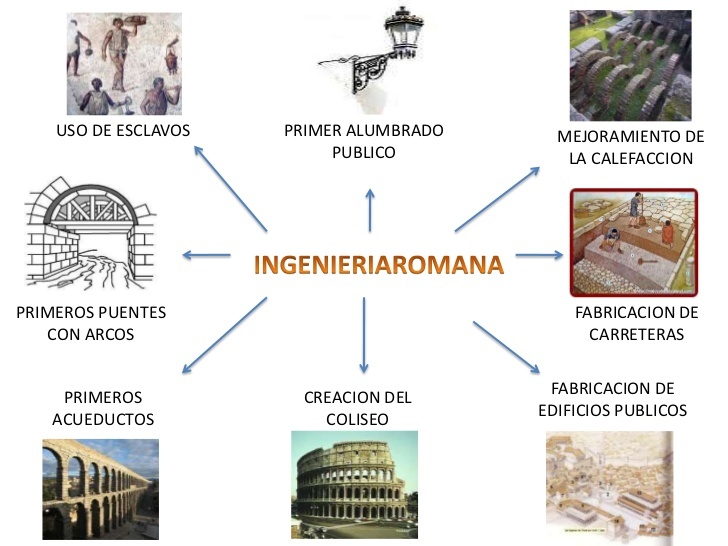 USO DE ESCLAVOS
PRIMER ALUMBRADO
PUBLICO
MEJORAMIENTO DE
LA CALEFACCION
INGENIERIAROMANA
PRIMEROS PUENTES
CON ARCOS
FABRICACION DE
CARRETERAS
PRIMEROS
ACUEDUCTOS
CREACION DEL
COLISEO
FABRICACION DE
EDIFICIOS PUBLICOS